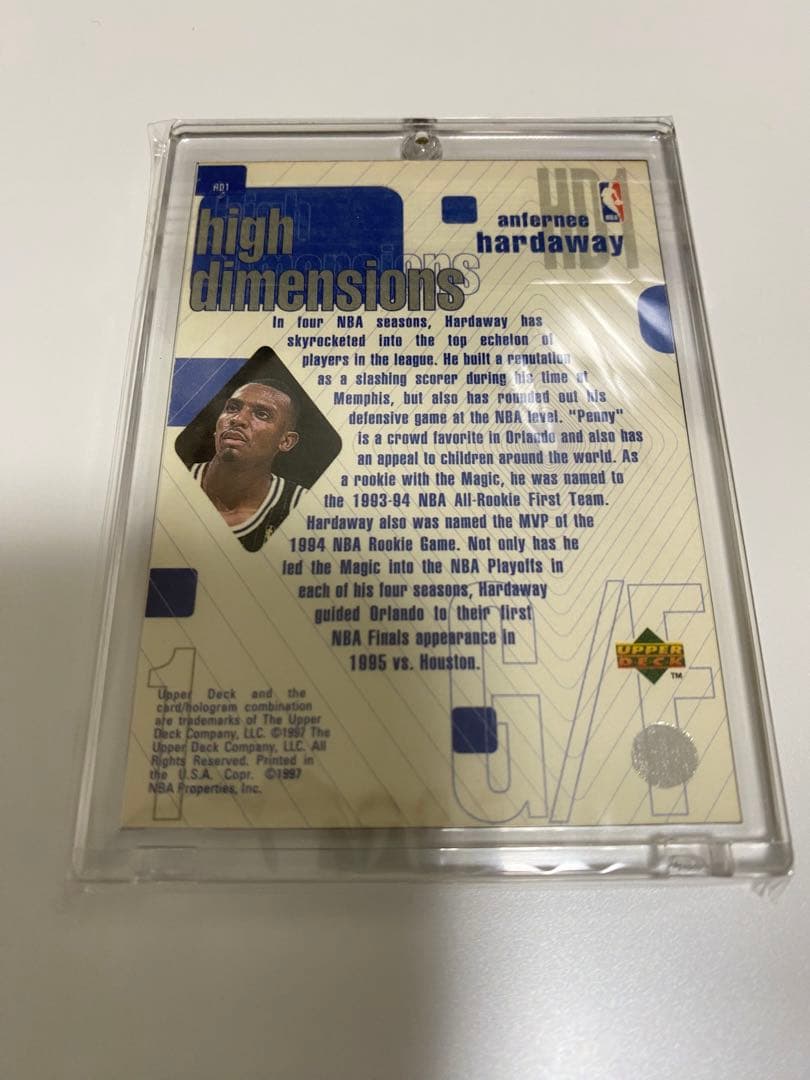 HD1
HD1
high
dimensions
anfernee
hardaway
In four NBA seasons, Hardaway has
skyrocketed into the top echelon of
players in the league. He built a reputation
as a slashing scorer during his time at
Memphis, but also has rounded out his
defensive game at the NBA level. "Penny"
is a crowd favorite in Orlando and also has
an appeal to children around the world. As
a rookie with the Magic, he was named to
the 1993-94 NBA All-Rookie First Team.
Hardaway also was named the MVP of the
1994 NBA Rookie Game. Not only has he
led the Magic into the NBA Playoffs in
each of his four seasons, Hardaway
guided Orlando to their first
NBA Finals appearance in
1995 vs. Houston.
1
G/F
UPPER
DECK
TM
Upper Deck and the
card/hologram combination
are trademarks of The Upper
Deck Company, LLC. ©1997 The
Upper Deck Company, LLC. All
Rights Reserved. Printed in
the U.S.A. Copr. ©1997
NBA Properties, Inc.